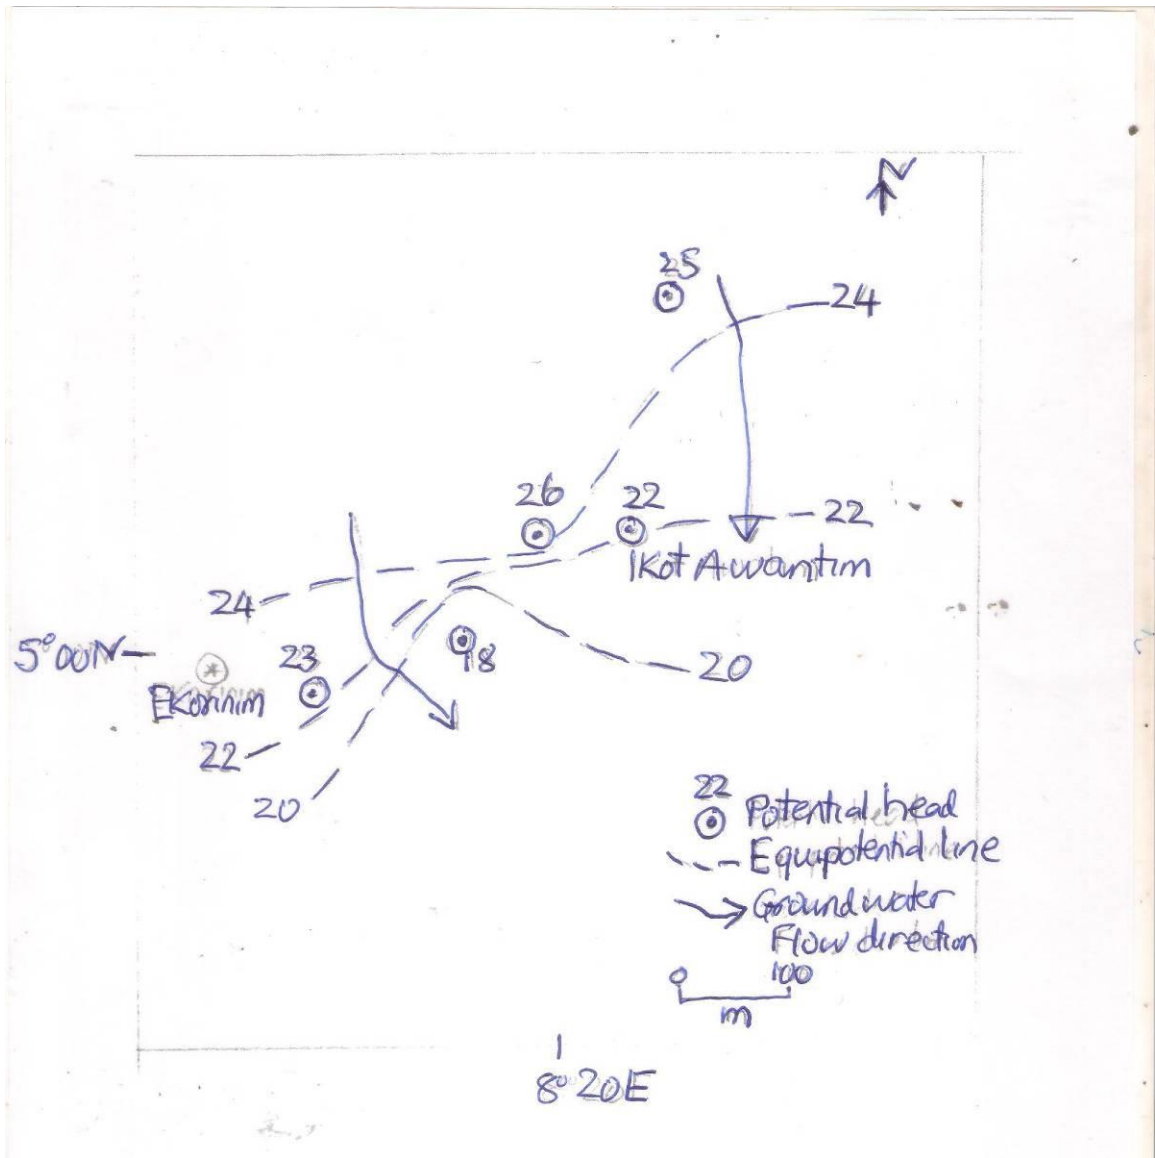 N
25
24
26
22
22
Ikot Awanitim
24
5°00N
23
18
20
Ekorinim
22
20
22
Potential head
Equipotential line
Groundwater
Flow direction
0 100
m
8°20E